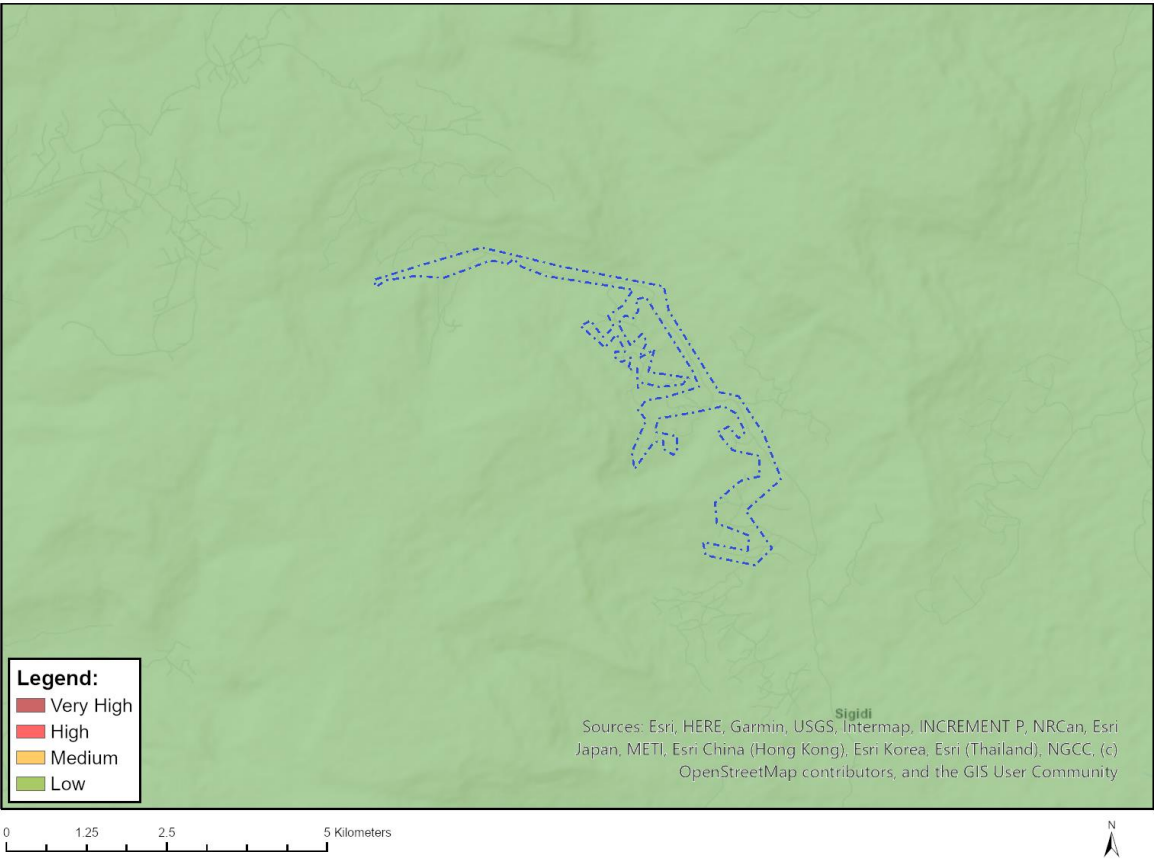 Legend:
Very High
High
Medium
Low
Sigidi
Sources: Esri, HERE, Garmin, USGS, Intermap, INCREMENT P, NRCan, Esri
Japan, METI, Esri China (Hong Kong), Esri Korea, Esri (Thailand), NGCC, (c)
OpenStreetMap contributors, and the GIS User Community
0 1.25 2.5 5 Kilometers
N